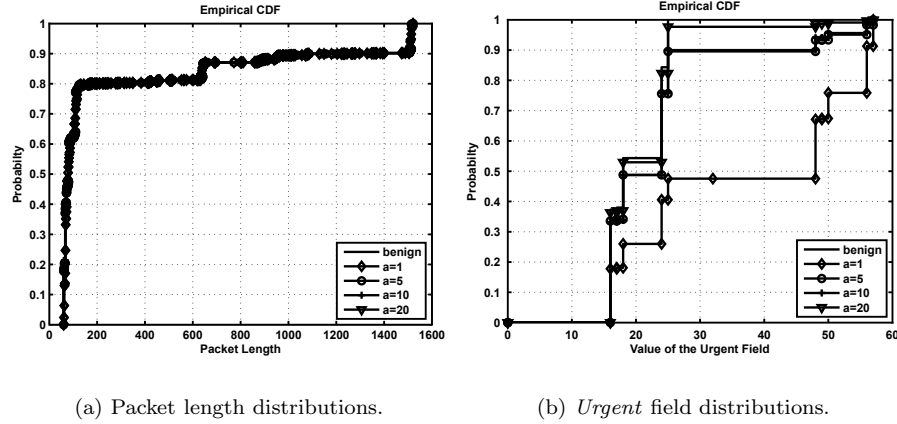 Empirical CDF
1
0.9
0.8
0.7
0.6
0.5
0.4
0.3
0.2
0.1
0
Probabilty
0 200 400 600 800 1000 1200 1400 1600
Packet Length
benign
a=1
a=5
a=10
a=20
(a) Packet length distributions.
Empirical CDF
1
0.9
0.8
0.7
0.6
0.5
0.4
0.3
0.2
0.1
0
Probabilty
0 10 20 30 40 50 60
Value of the Urgent Field
benign
a=1
a=5
a=10
a=20
(b) Urgent field distributions.